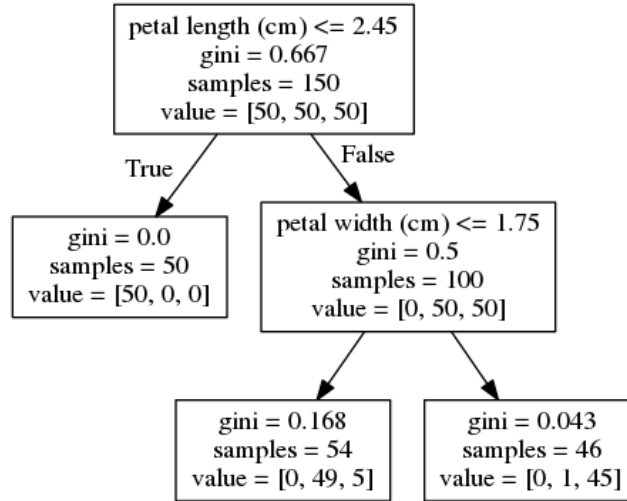 petal length (cm) <= 2.45
gini = 0.667
samples = 150
value = [50, 50, 50]
True
False
gini = 0.0
samples = 50
value = [50, 0, 0]
petal width (cm) <= 1.75
gini = 0.5
samples = 100
value = [0, 50, 50]
gini = 0.168
samples = 54
value = [0, 49, 5]
gini = 0.043
samples = 46
value = [0, 1, 45]